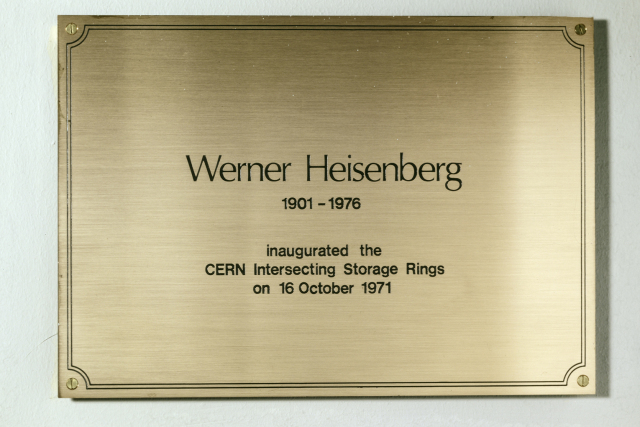 Werner Heisenberg
1901 – 1976
inaugurated the
CERN Intersecting Storage Rings
on 16 October 1971